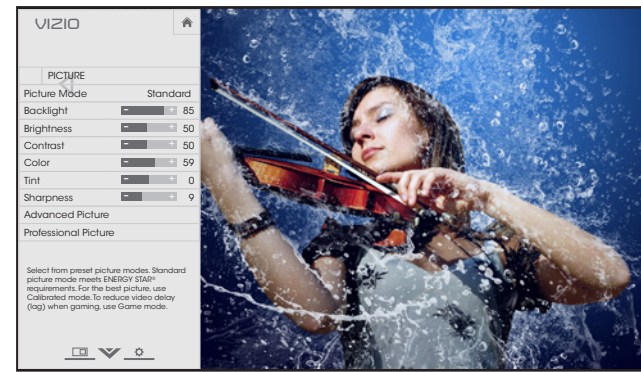 VIZIO
PICTURE
Picture Mode Standard
Backlight 85
Brightness 50
Contrast 50
Color 59
Tint 0
Sharpness 9
Advanced Picture
Professional Picture
Select from preset picture modes. Standard
picture mode meets ENERGY STAR®
requirements. For the best picture, use
Calibrated mode. To reduce video delay
(lag) when gaming, use Game mode.